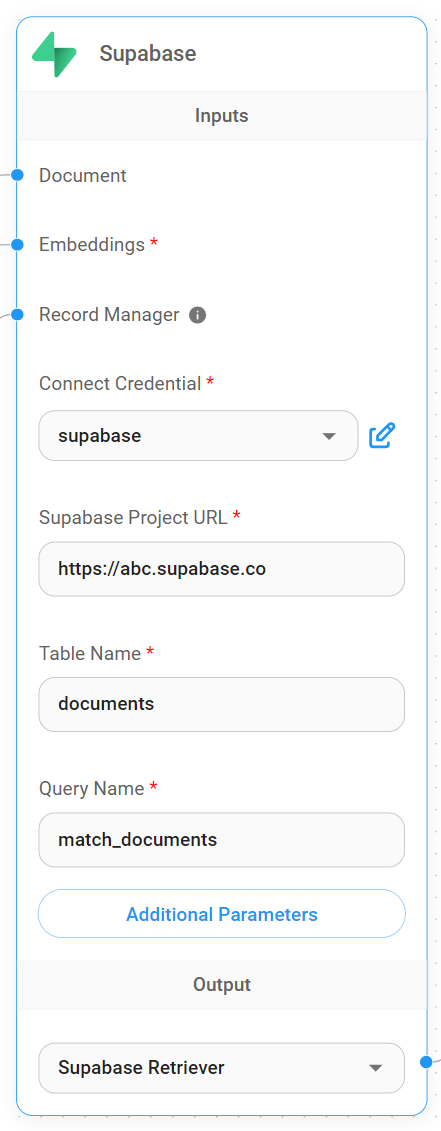 Supabase
Inputs
Document
Embeddings *
Record Manager
Connect Credential *
supabase
Supabase Project URL *
https://abc.supabase.co
Table Name *
documents
Query Name *
match_documents
Additional Parameters
Output
Supabase Retriever